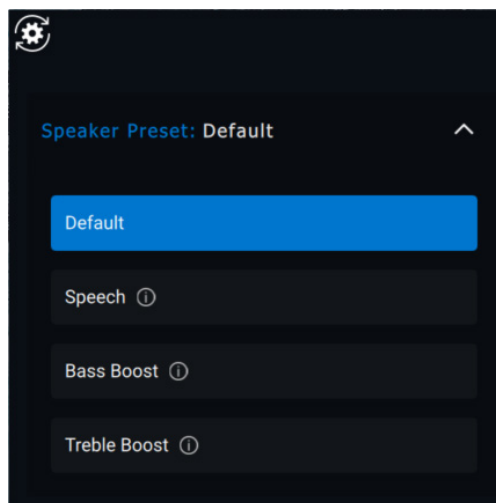 Speaker Preset: Default
Default
Speech
Bass Boost
Treble Boost